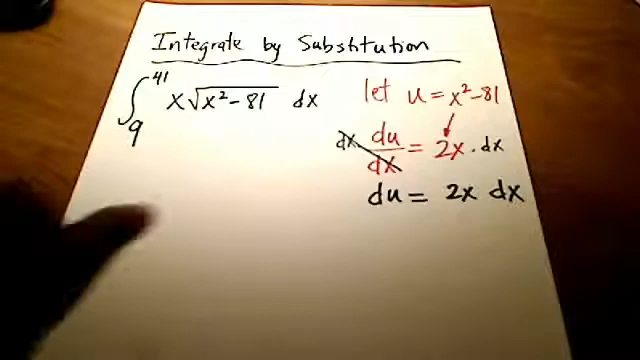 Integrate by Substitution
∫₉⁴¹ x√(x²-81) dx
let u = x²-81
dx du/dx = 2x · dx
du = 2x dx